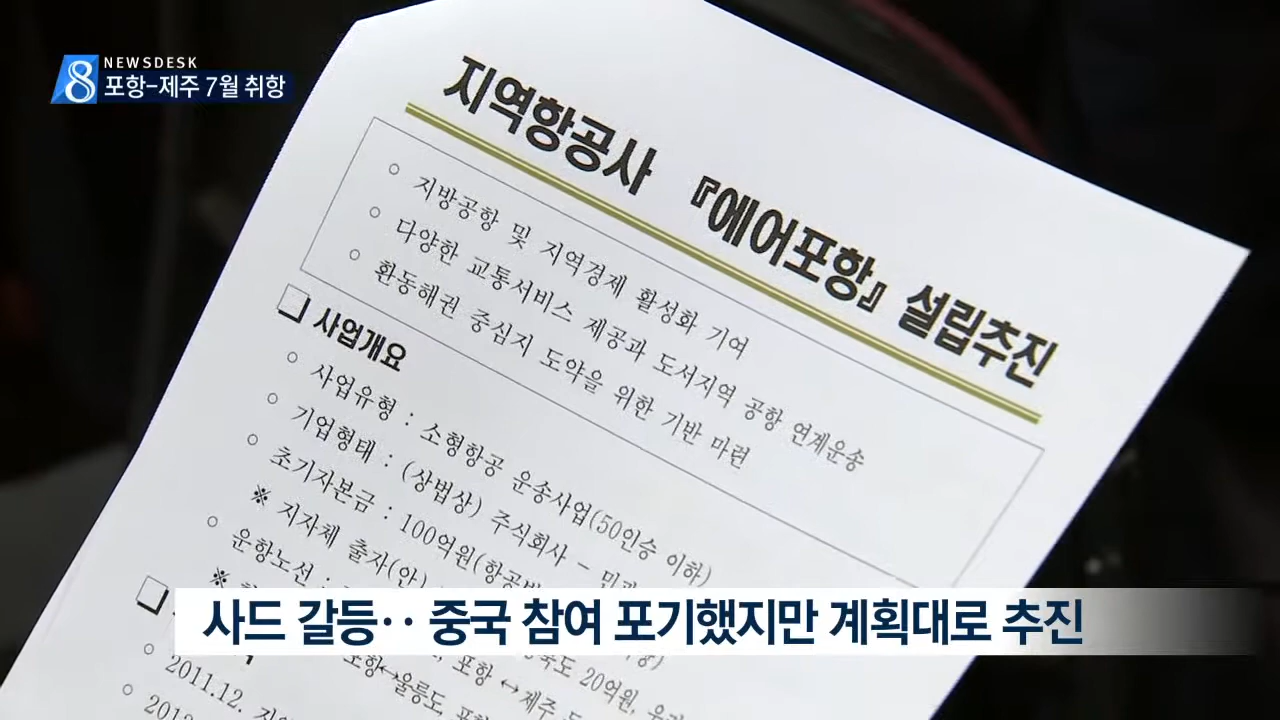 NEWSDESK
8 포항-제주 7월 취항
지역항공사 『에어포항』 설립추진
○ 지방공항 및 지역경제 활성화 기여
○ 다양한 교통서비스 제공과 도서지역 공항 연계운송
○ 환동해권 중심지 도약을 위한 기반 마련
❏ 사업개요
○ 사업유형 : 소형항공 운송사업(50인승 이하)
○ 기업형태 : (상법상) 주식회사 -
○ 초기자본금 : 100억원(항공
※ 지자체 출자(안)
○ 운항노선 :
※
20억원,
포항↔울릉도, 포항 ↔ 제주
○ 2011.12.
○
사드 갈등‥ 중국 참여 포기했지만 계획대로 추진